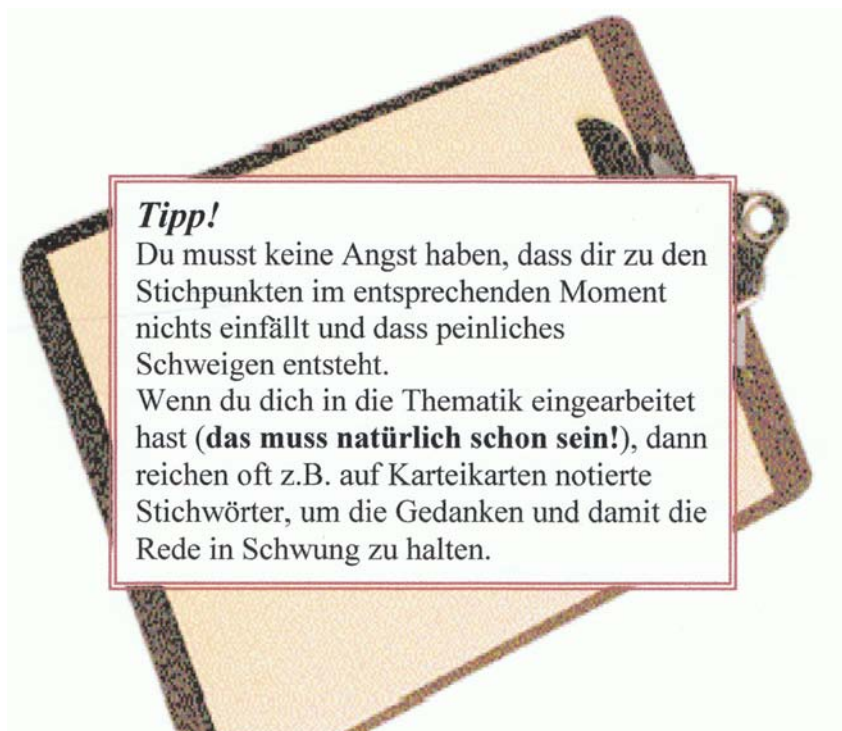 Tipp!
Du musst keine Angst haben, dass dir zu den
Stichpunkten im entsprechenden Moment
nichts einfällt und dass peinliches
Schweigen entsteht.
Wenn du dich in die Thematik eingearbeitet
hast (das muss natürlich schon sein!), dann
reichen oft z.B. auf Karteikarten notierte
Stichwörter, um die Gedanken und damit die
Rede in Schwung zu halten.